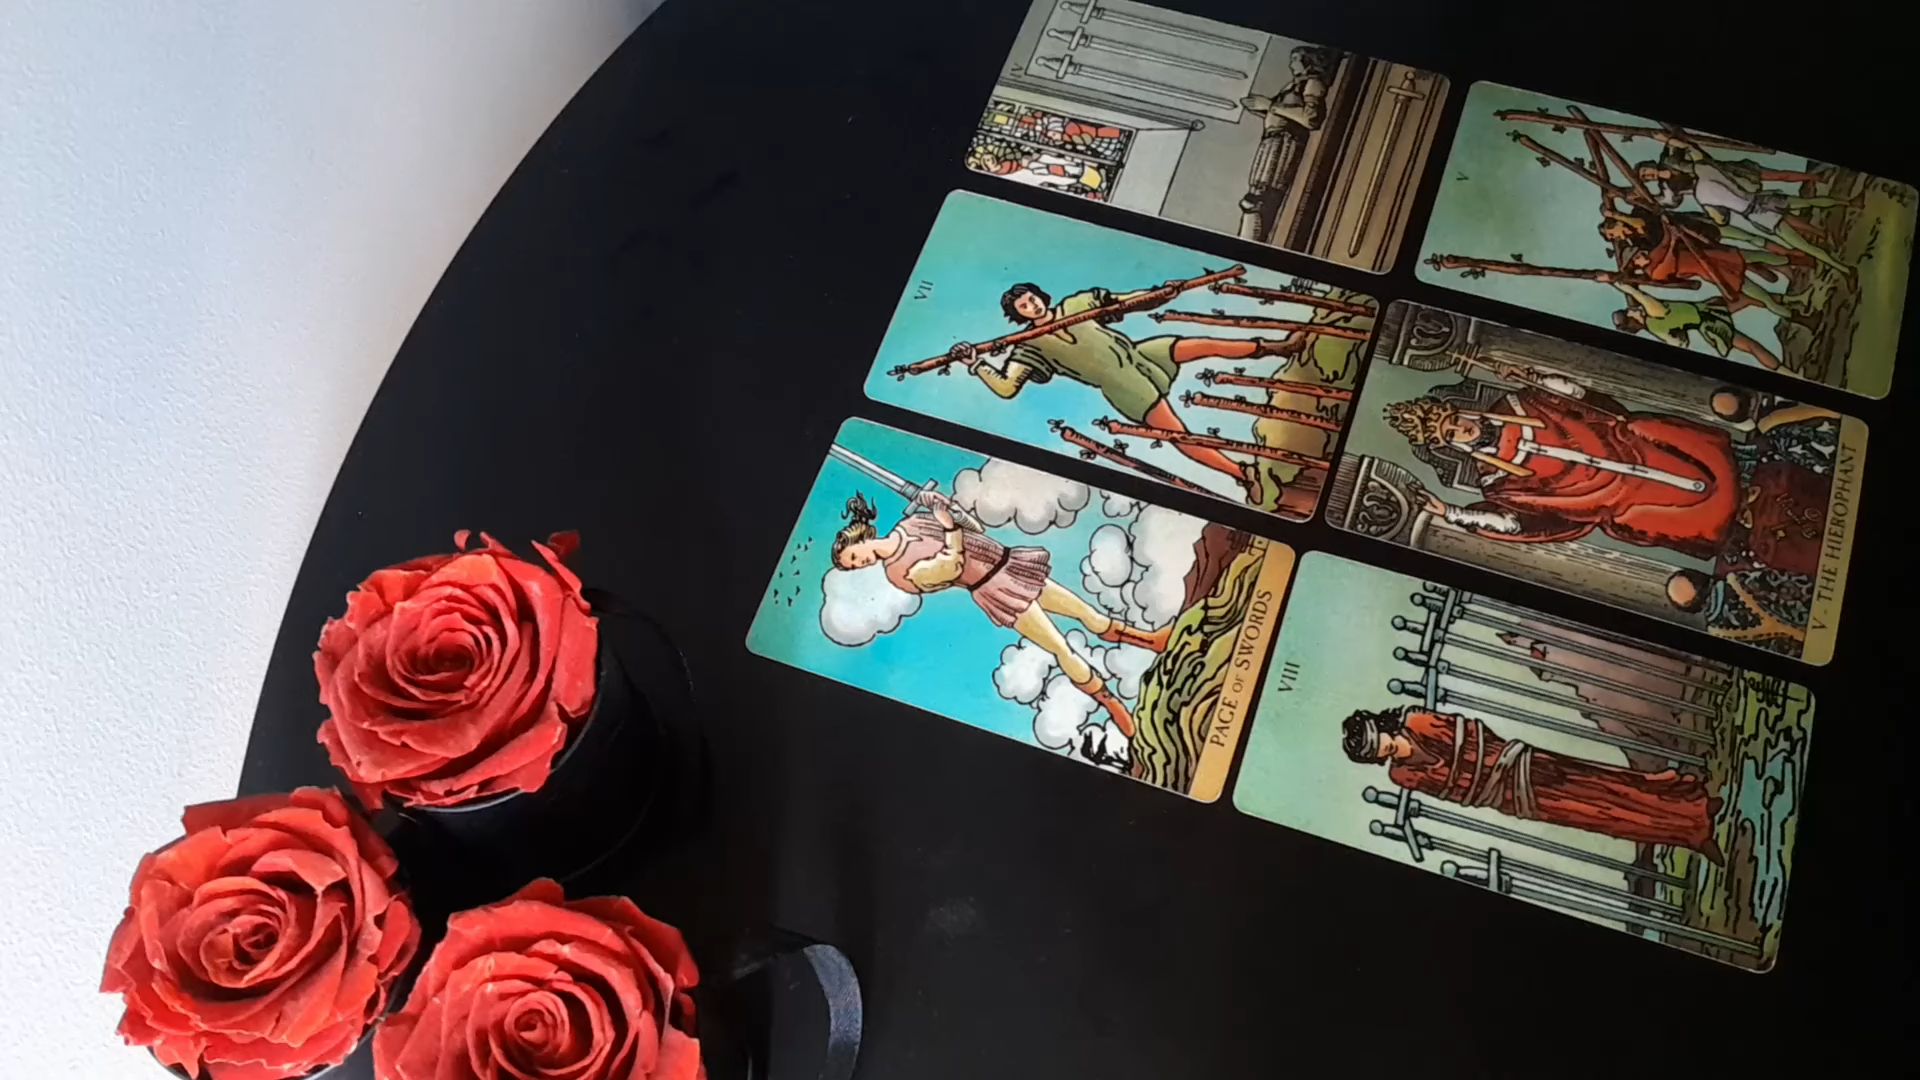 IV
V
VII
V - THE HIEROPHANT
PAGE OF SWORDS
VIII